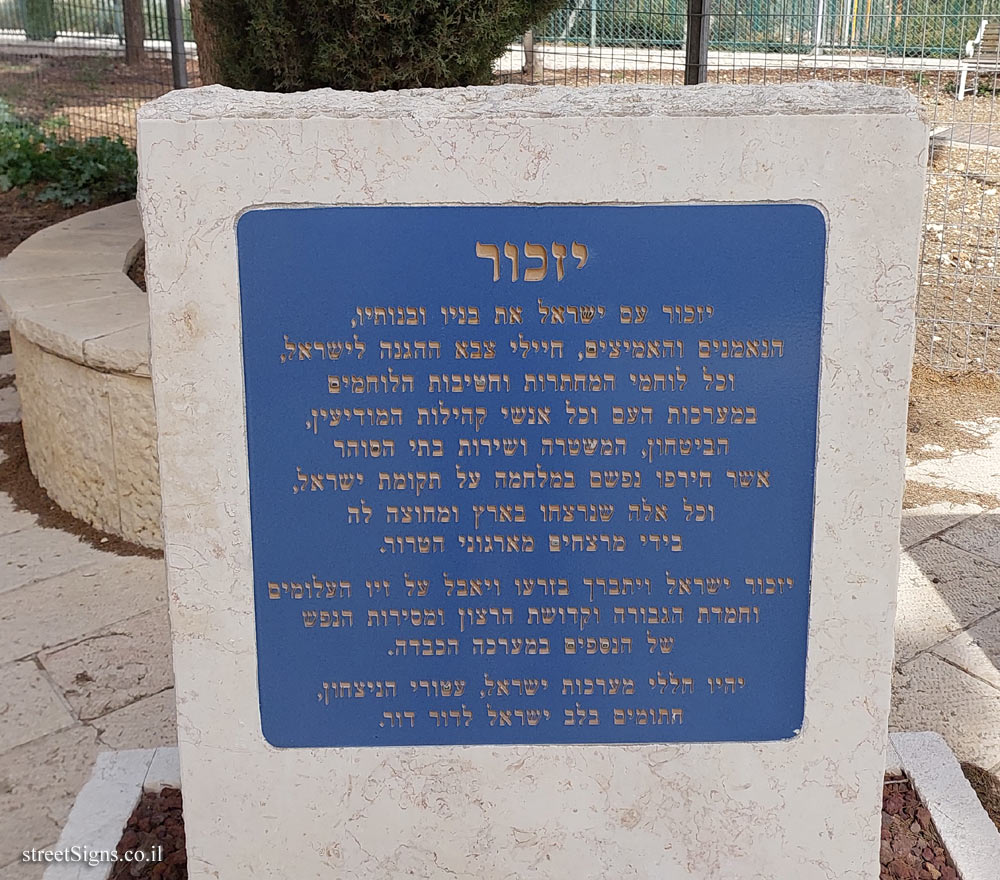 יזכור
יזכור עם ישראל את בניו ובנותיו,
הנאמנים והאמיצים, חיילי צבא ההגנה לישראל,
וכל לוחמי המחתרות וחטיבות הלוחמים
במערכות העם וכל אנשי קהילות המודיעין,
הביטחון, המשטרה ושירות בתי הסוהר
אשר חירפו נפשם במלחמה על תקומת ישראל,
וכל אלה שנרצחו בארץ ומחוצה לה
בידי מרצחים מארגוני הטרור.
יזכור ישראל ויתברך בזרעו ויאבל על זיו העלומים
וחמדת הגבורה וקדושת הרצון ומסירות הנפש
של הנספים במערכה הכבדה.
יהיו חללי מערכות ישראל, עטורי הניצחון,
חתומים בלב ישראל לדור דור.
streetSigns.co.il